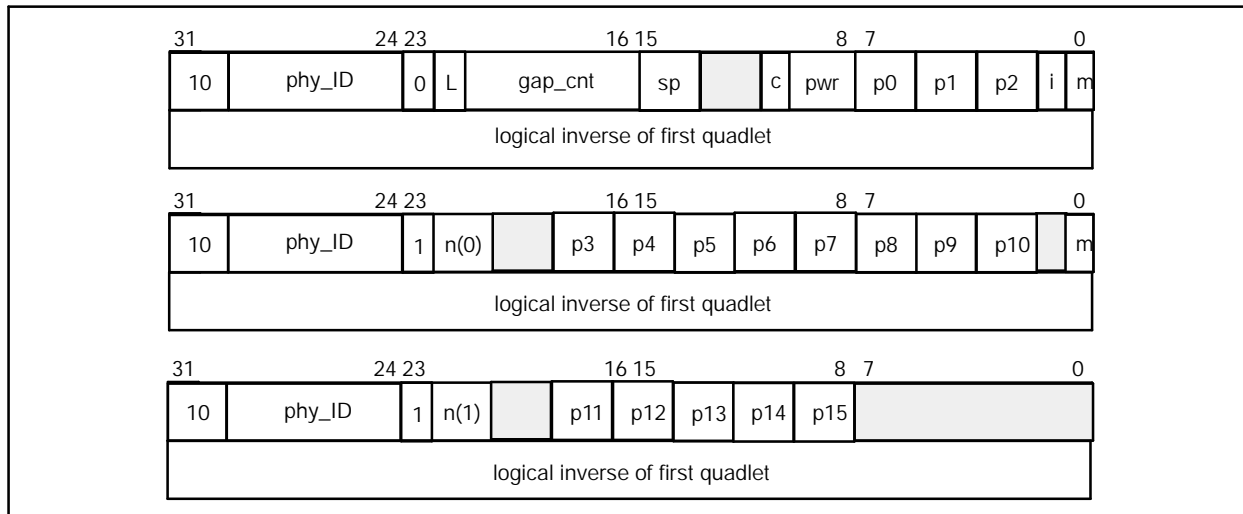 31 24 23 16 15 8 7 0
10 phy_ID 0 L gap_cnt sp c pwr p0 p1 p2 i m
logical inverse of first quadlet
31 24 23 16 15 8 7 0
10 phy_ID 1 n(0) p3 p4 p5 p6 p7 p8 p9 p10 m
logical inverse of first quadlet
31 24 23 16 15 8 7 0
10 phy_ID 1 n(1) p11 p12 p13 p14 p15
logical inverse of first quadlet